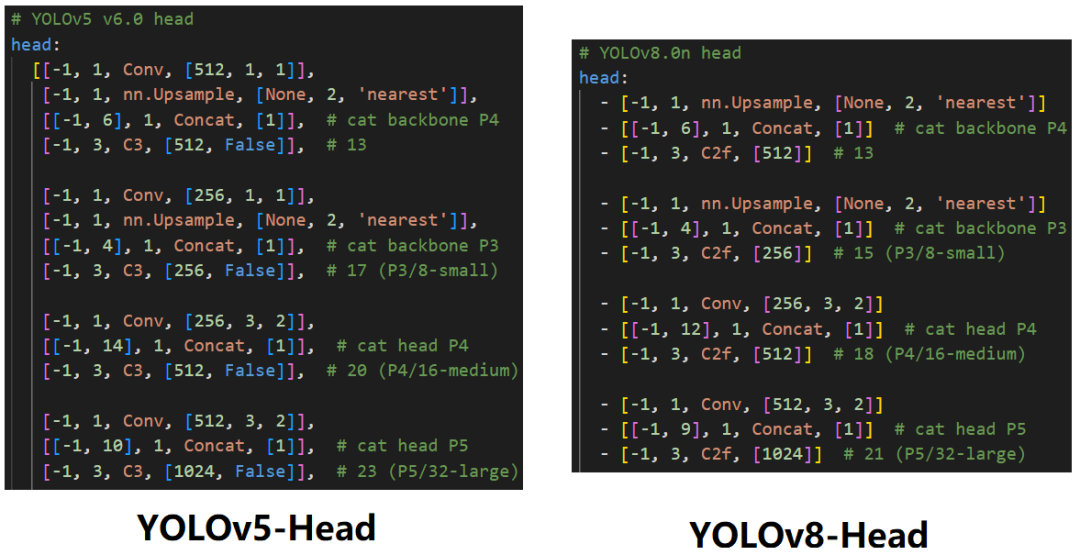 # YOLOv5 v6.0 head
head:
[[-1, 1, Conv, [512, 1, 1]],
[-1, 1, nn.Upsample, [None, 2, 'nearest']],
[[-1, 6], 1, Concat, [1]],  # cat backbone P4
[-1, 3, C3, [512, False]],  # 13
[-1, 1, Conv, [256, 1, 1]],
[-1, 1, nn.Upsample, [None, 2, 'nearest']],
[[-1, 4], 1, Concat, [1]],  # cat backbone P3
[-1, 3, C3, [256, False]],  # 17 (P3/8-small)
[-1, 1, Conv, [256, 3, 2]],
[[-1, 14], 1, Concat, [1]],  # cat head P4
[-1, 3, C3, [512, False]],  # 20 (P4/16-medium)
[-1, 1, Conv, [512, 3, 2]],
[[-1, 10], 1, Concat, [1]],  # cat head P5
[-1, 3, C3, [1024, False]],  # 23 (P5/32-large)
YOLOv5-Head
# YOLOv8.0n head
head:
- [-1, 1, nn.Upsample, [None, 2, 'nearest']]
- [[-1, 6], 1, Concat, [1]]  # cat backbone P4
- [-1, 3, C2f, [512]]  # 13
- [-1, 1, nn.Upsample, [None, 2, 'nearest']]
- [[-1, 4], 1, Concat, [1]]  # cat backbone P3
- [-1, 3, C2f, [256]]  # 15 (P3/8-small)
- [-1, 1, Conv, [256, 3, 2]]
- [[-1, 12], 1, Concat, [1]]  # cat head P4
- [-1, 3, C2f, [512]]  # 18 (P4/16-medium)
- [-1, 1, Conv, [512, 3, 2]]
- [[-1, 9], 1, Concat, [1]]  # cat head P5
- [-1, 3, C2f, [1024]]  # 21 (P5/32-large)
YOLOv8-Head